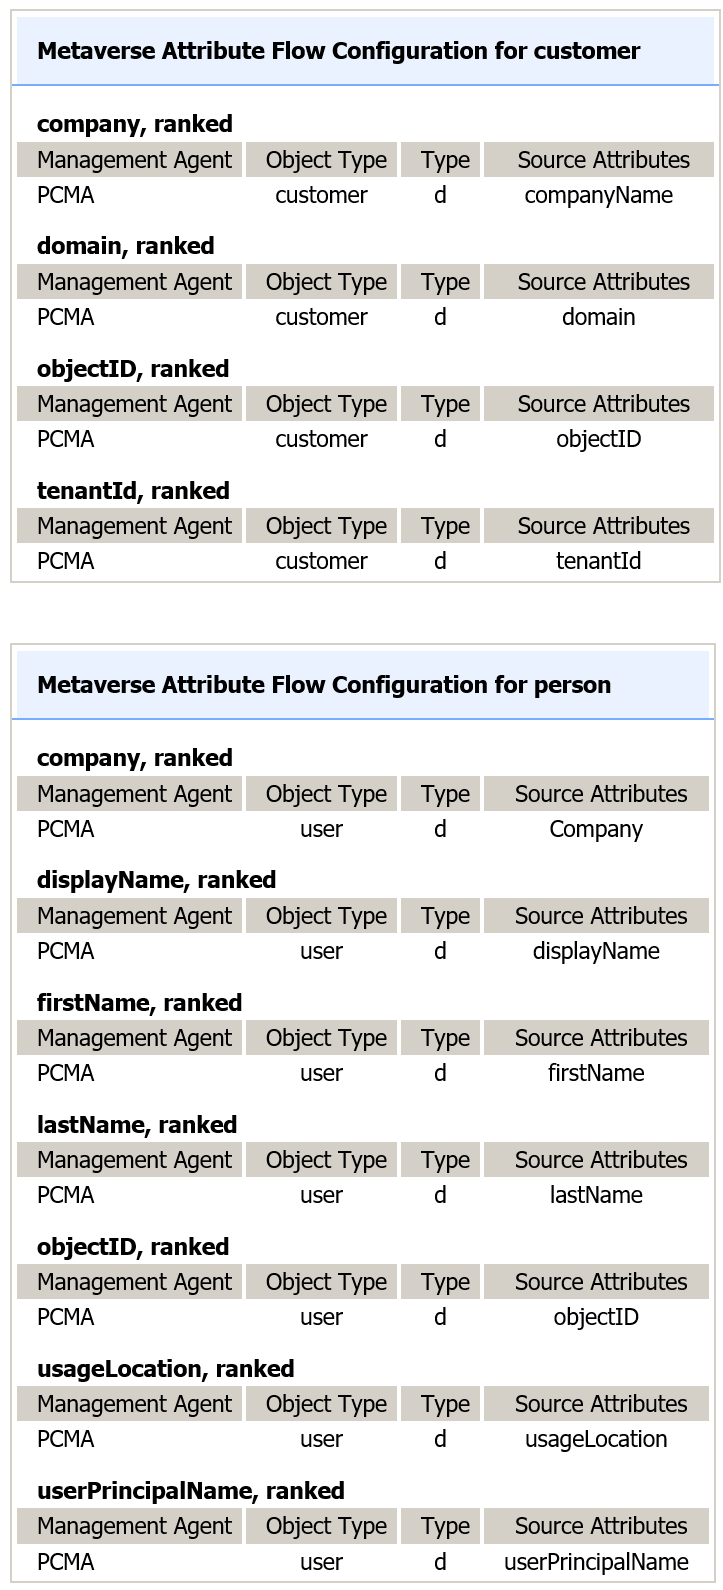 Metaverse Attribute Flow Configuration for customer
company, ranked
Management Agent Object Type Type Source Attributes
PCMA customer d companyName
domain, ranked
Management Agent Object Type Type Source Attributes
PCMA customer d domain
objectID, ranked
Management Agent Object Type Type Source Attributes
PCMA customer d objectID
tenantId, ranked
Management Agent Object Type Type Source Attributes
PCMA customer d tenantId
Metaverse Attribute Flow Configuration for person
company, ranked
Management Agent Object Type Type Source Attributes
PCMA user d Company
displayName, ranked
Management Agent Object Type Type Source Attributes
PCMA user d displayName
firstName, ranked
Management Agent Object Type Type Source Attributes
PCMA user d firstName
lastName, ranked
Management Agent Object Type Type Source Attributes
PCMA user d lastName
objectID, ranked
Management Agent Object Type Type Source Attributes
PCMA user d objectID
usageLocation, ranked
Management Agent Object Type Type Source Attributes
PCMA user d usageLocation
userPrincipalName, ranked
Management Agent Object Type Type Source Attributes
PCMA user d userPrincipalName